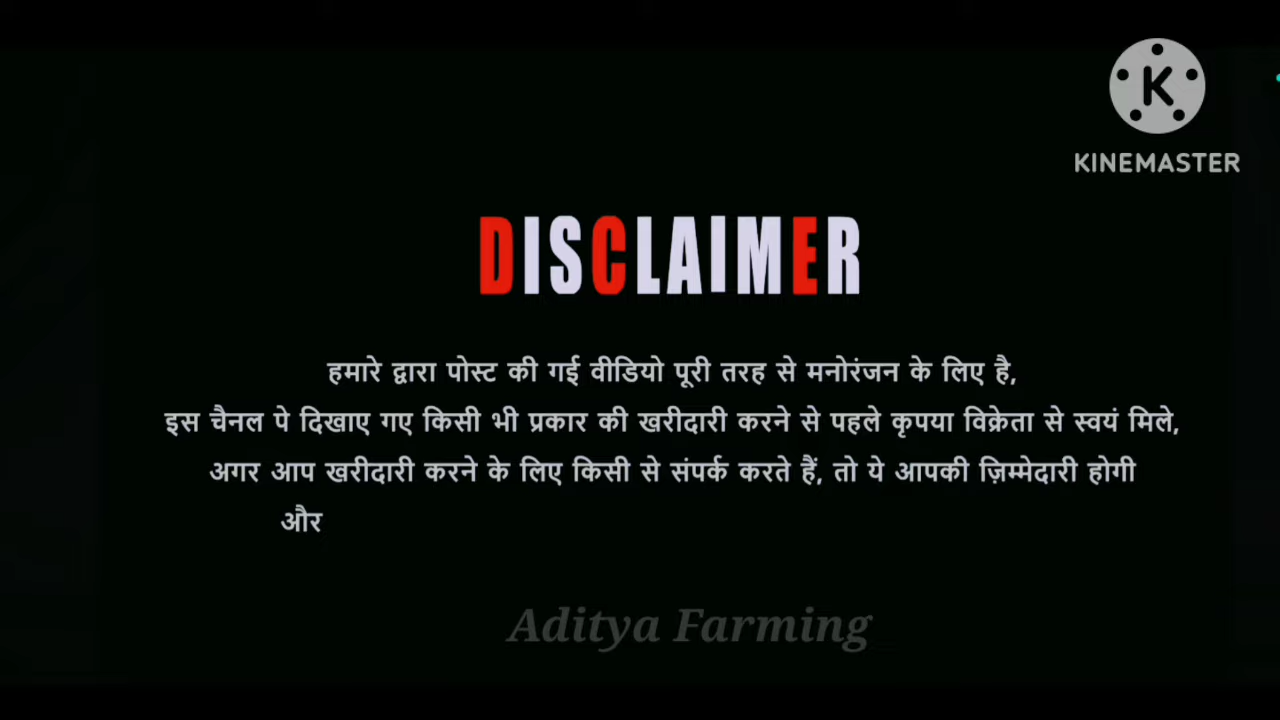 KINEMASTER
DISCLAIMER
हमारे द्वारा पोस्ट की गई वीडियो पूरी तरह से मनोरंजन के लिए है,
इस चैनल पे दिखाए गए किसी भी प्रकार की खरीदारी करने से पहले कृपया विक्रेता से स्वयं मिले,
अगर आप खरीदारी करने के लिए किसी से संपर्क करते हैं, तो ये आपकी ज़िम्मेदारी होगी
और
Aditya Farming